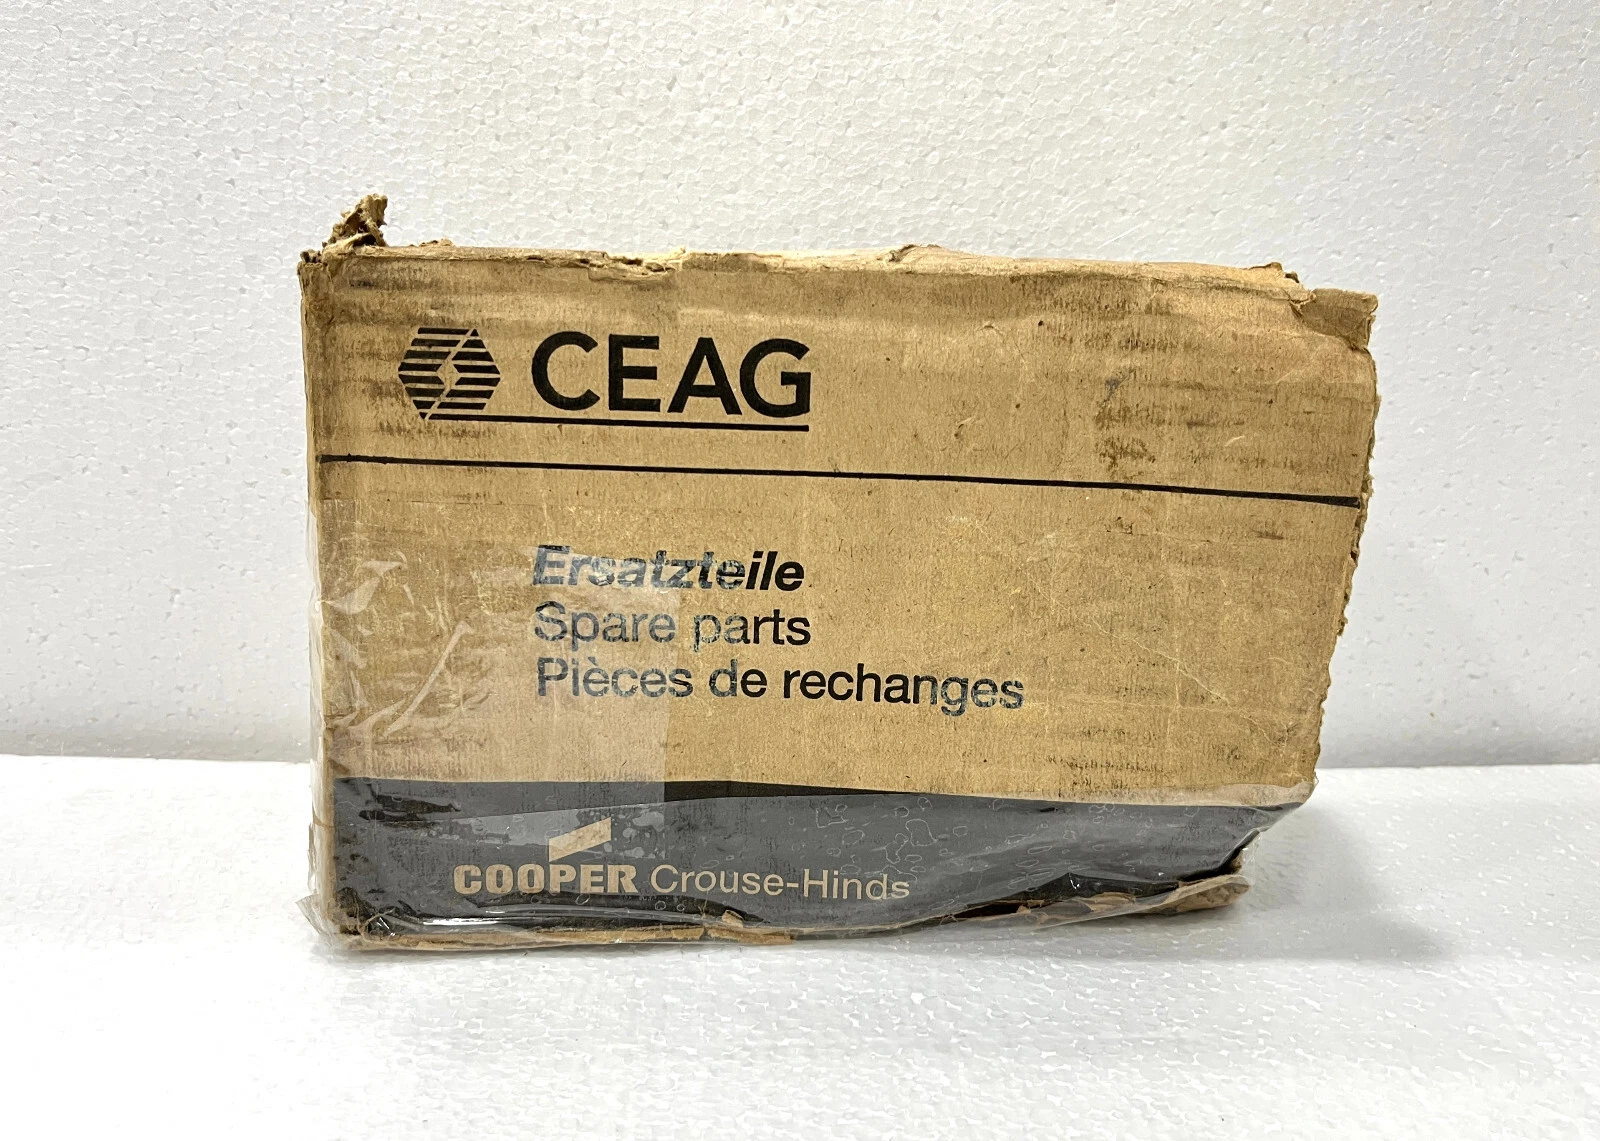 CEAG
Ersatzteile
Spare parts
Pièces de rechanges
COOPER Crouse-Hinds